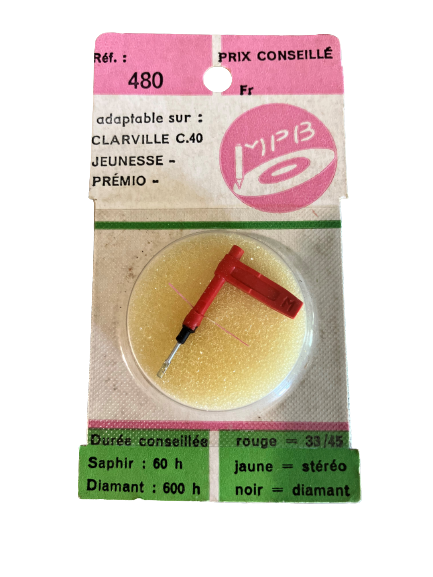 Réf. :
480
PRIX CONSEILLÉ
Fr
adaptable sur :
CLARVILLE C.40
JEUNESSE -
PRÉMIO -
MPB
M
Durée conseillée
Saphir : 60 h
Diamant : 600 h
rouge = 33/45
jaune = stéréo
noir = diamant